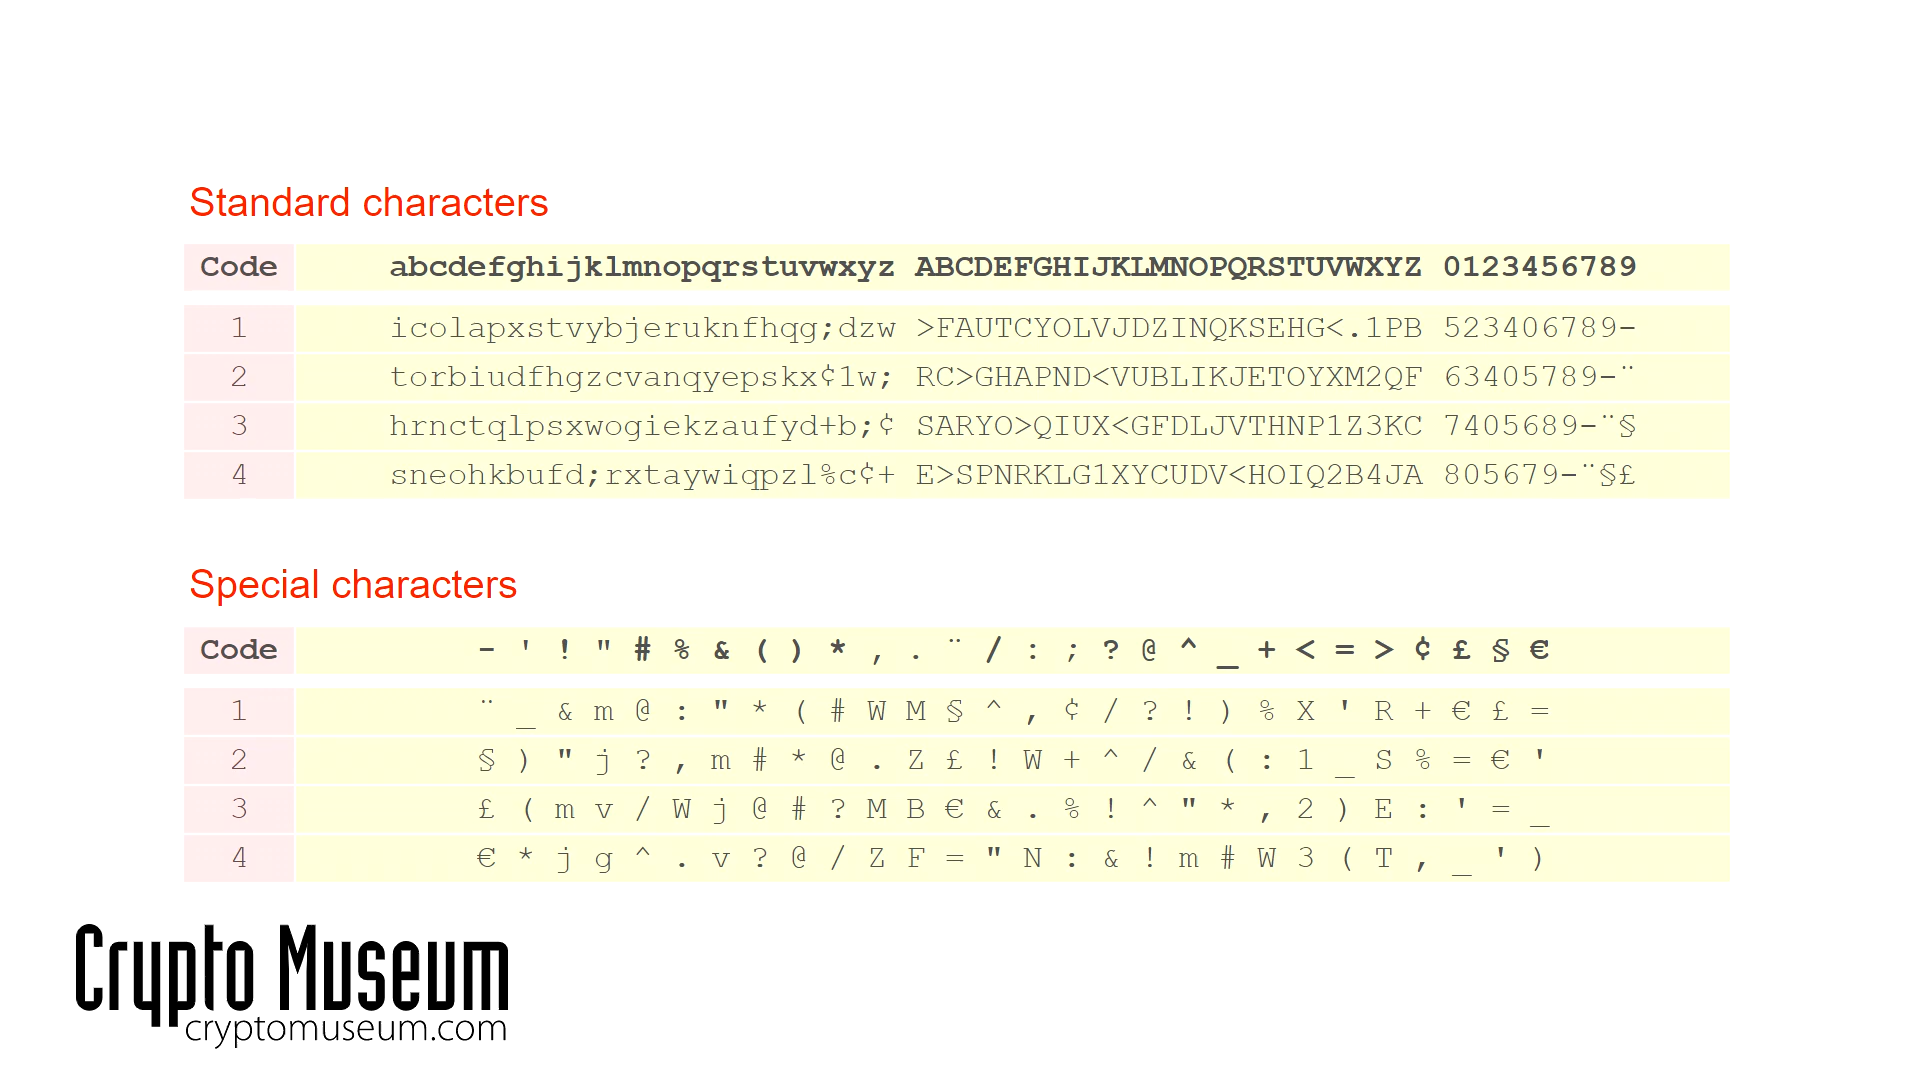 Standard characters
Code abcdefghijklmnopqrstuvwxyz ABCDEFGHIJKLMNOPQRSTUVWXYZ 0123456789
1 icolapxstvybjeruknfhqg;dzw >FAUTCYOLVJDZINQKSEHG<.1PB 523406789-
2 torbiudfhgzcvanqyepskx¢1w; RC>GHAPND<VUBLIKJETOYXM2QF 63405789-¨
3 hrnctqlpsxwogiekzaufyd+b;¢ SARYO>QIUX<GFDLJVTHNP1Z3KC 7405689-¨§
4 sneohkbufd;rxtaywiqpzl%c¢+ E>SPNRKLG1XYCUDV<HOIQ2B4JA 805679-¨§£
Special characters
Code - ' ! " # % & ( ) * , . ¨ / : ; ? @ ^ _ + < = > ¢ £ § €
1 ¨ _ & m @ : " * ( # W M § ^ , ¢ / ? ! ) % X ' R + € £ =
2 § ) " j ? , m # * @ . Z £ ! W + ^ / & ( : 1 _ S % = € '
3 £ ( m v / W j @ # ? M B € & . % ! ^ " * , 2 ) E : ' = _
4 € * j g ^ . v ? @ / Z F = " N : & ! m # W 3 ( T , _ ' )
Crypto Museum
cryptomuseum.com